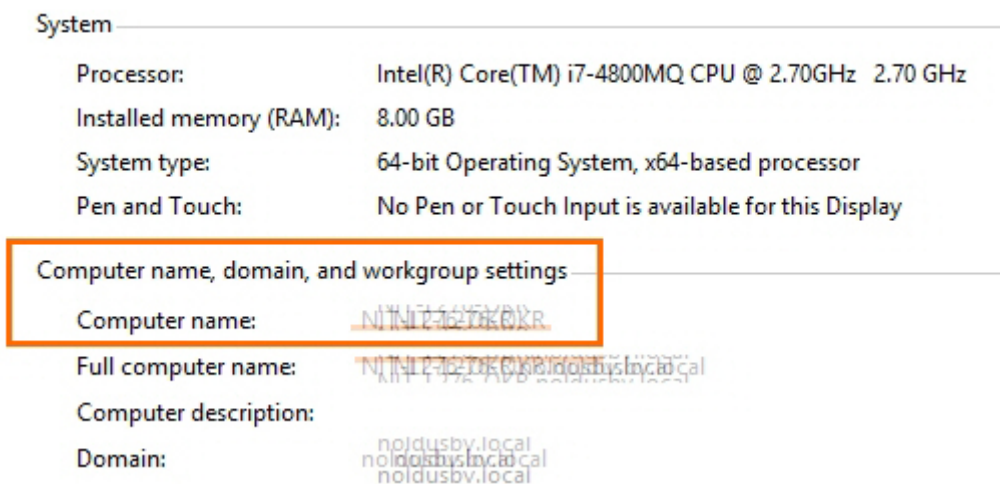 System
Processor: Intel(R) Core(TM) i7-4800MQ CPU @ 2.70GHz 2.70 GHz
Installed memory (RAM): 8.00 GB
System type: 64-bit Operating System, x64-based processor
Pen and Touch: No Pen or Touch Input is available for this Display
Computer name, domain, and workgroup settings
Computer name:
Full computer name:
Computer description:
Domain: noldusbv.local